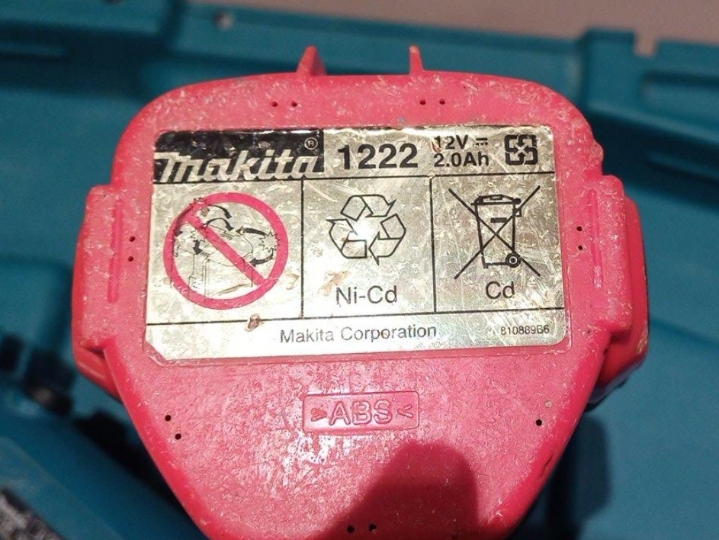 makita® 1222 12V ⎓ 2.0Ah
Ni-Cd
Cd
Makita Corporation 810889B6
>ABS<